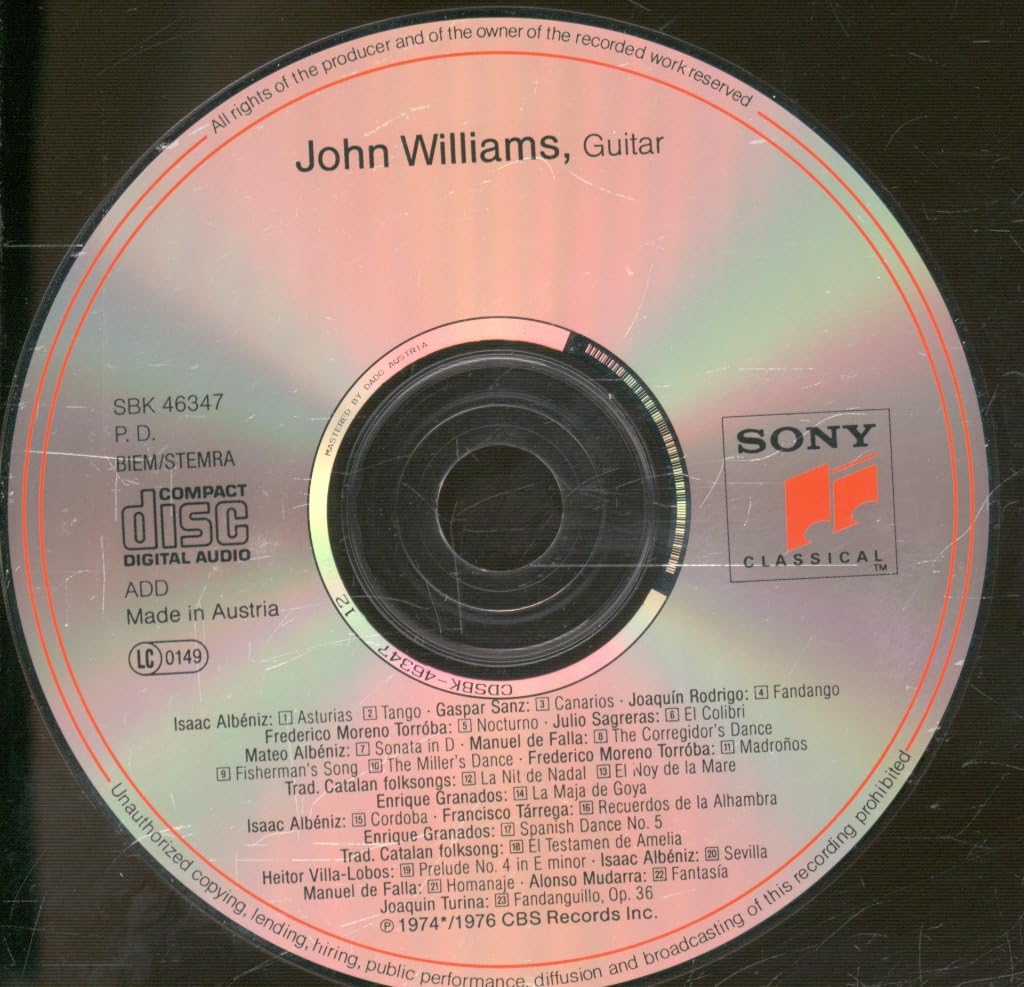 All rights of the producer and of the owner of the recorded work reserved
John Williams, Guitar
MASTERED BY DADC AUSTRIA
SBK 46347
P. D.
BIEM/STEMRA
COMPACT
disc
DIGITAL AUDIO
ADD
Made in Austria
LC 0149
SONY
CLASSICAL TM
CDSBK-46347 12
Isaac Albéniz: 1 Asturias 2 Tango · Gaspar Sanz: 3 Canarios · Joaquín Rodrigo: 4 Fandango
Frederico Moreno Torróba: 5 Nocturno · Julio Sagreras: 6 El Colibri
Mateo Albéniz: 7 Sonata in D · Manuel de Falla: 8 The Corregidor's Dance
9 Fisherman's Song 10 The Miller's Dance · Frederico Moreno Torróba: 11 Madroños
Trad. Catalan folksongs: 12 La Nit de Nadal 13 El Noy de la Mare
Enrique Granados: 14 La Maja de Goya
Isaac Albéniz: 15 Cordoba · Francisco Tárrega: 16 Recuerdos de la Alhambra
Enrique Granados: 17 Spanish Dance No. 5
Trad. Catalan folksong: 18 El Testamen de Amelia
Heitor Villa-Lobos: 19 Prelude No. 4 in E minor · Isaac Albéniz: 20 Sevilla
Manuel de Falla: 21 Homenaje · Alonso Mudarra: 22 Fantasía
Joaquin Turina: 23 Fandanguillo, Op. 36
℗ 1974*/1976 CBS Records Inc.
Unauthorized copying, lending, hiring, public performance, diffusion and broadcasting of this recording prohibited